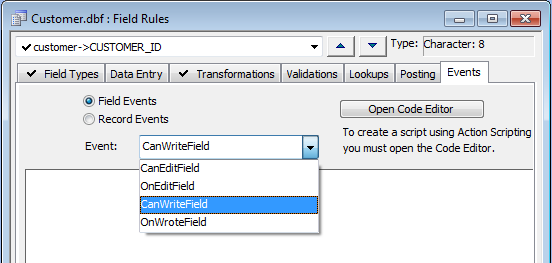 Customer.dbf : Field Rules
customer->CUSTOMER_ID
Type: Character: 8
Field Types Data Entry Transformations Validations Lookups Posting Events
Field Events
Record Events
Open Code Editor
To create a script using Action Scripting
you must open the Code Editor.
Event: CanWriteField
CanEditField
OnEditField
CanWriteField
OnWroteField